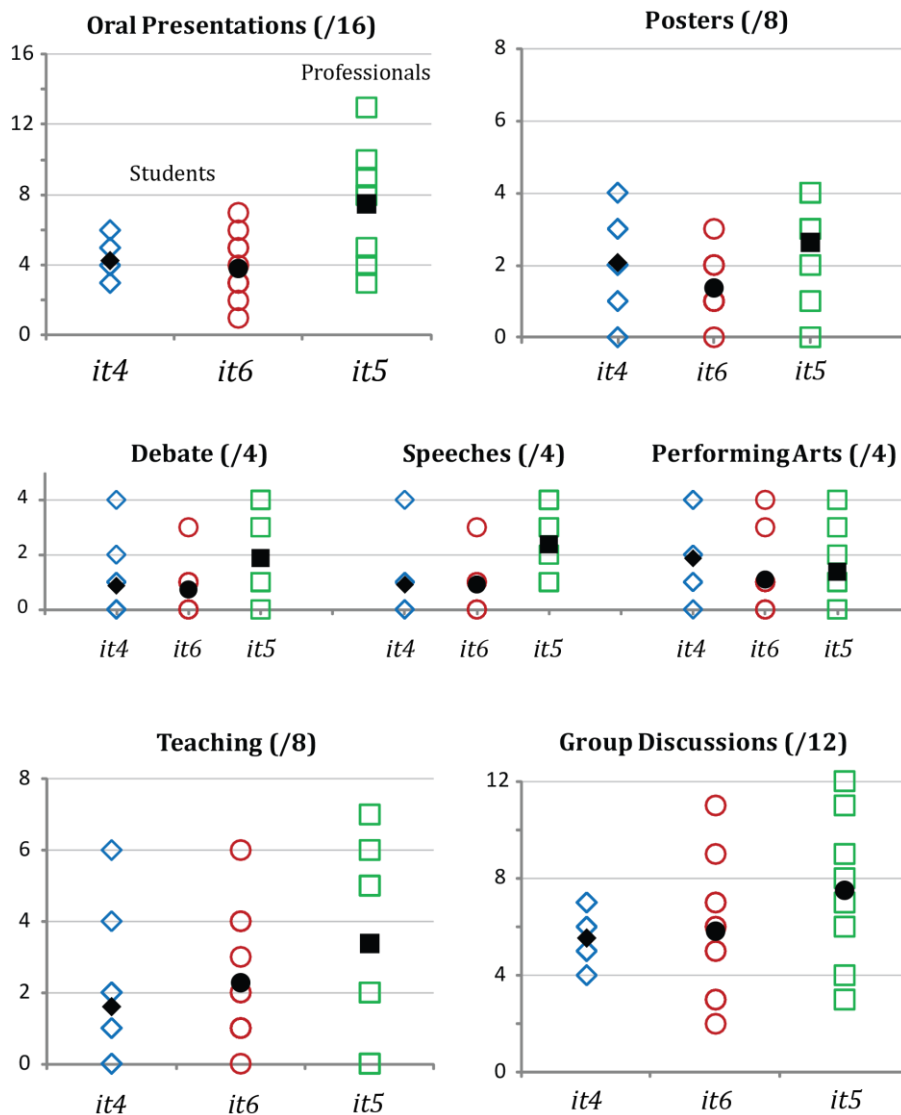 Oral Presentations (/16)
16
12
8
4
0
Professionals
Students
it4 it6 it5
Posters (/8)
8
6
4
2
0
it4 it6 it5
Debate (/4) Speeches (/4) Performing Arts (/4)
4
2
0
it4 it6 it5 it4 it6 it5 it4 it6 it5
Teaching (/8)
8
6
4
2
0
it4 it6 it5
Group Discussions (/12)
12
8
4
0
it4 it6 it5